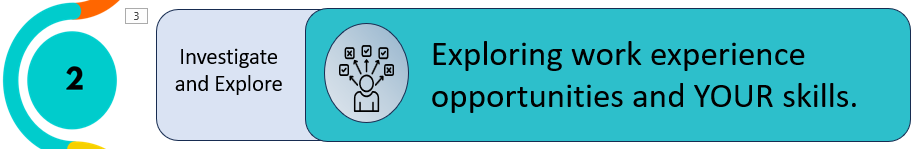 3
2
Investigate
and Explore
Exploring work experience
opportunities and YOUR skills.